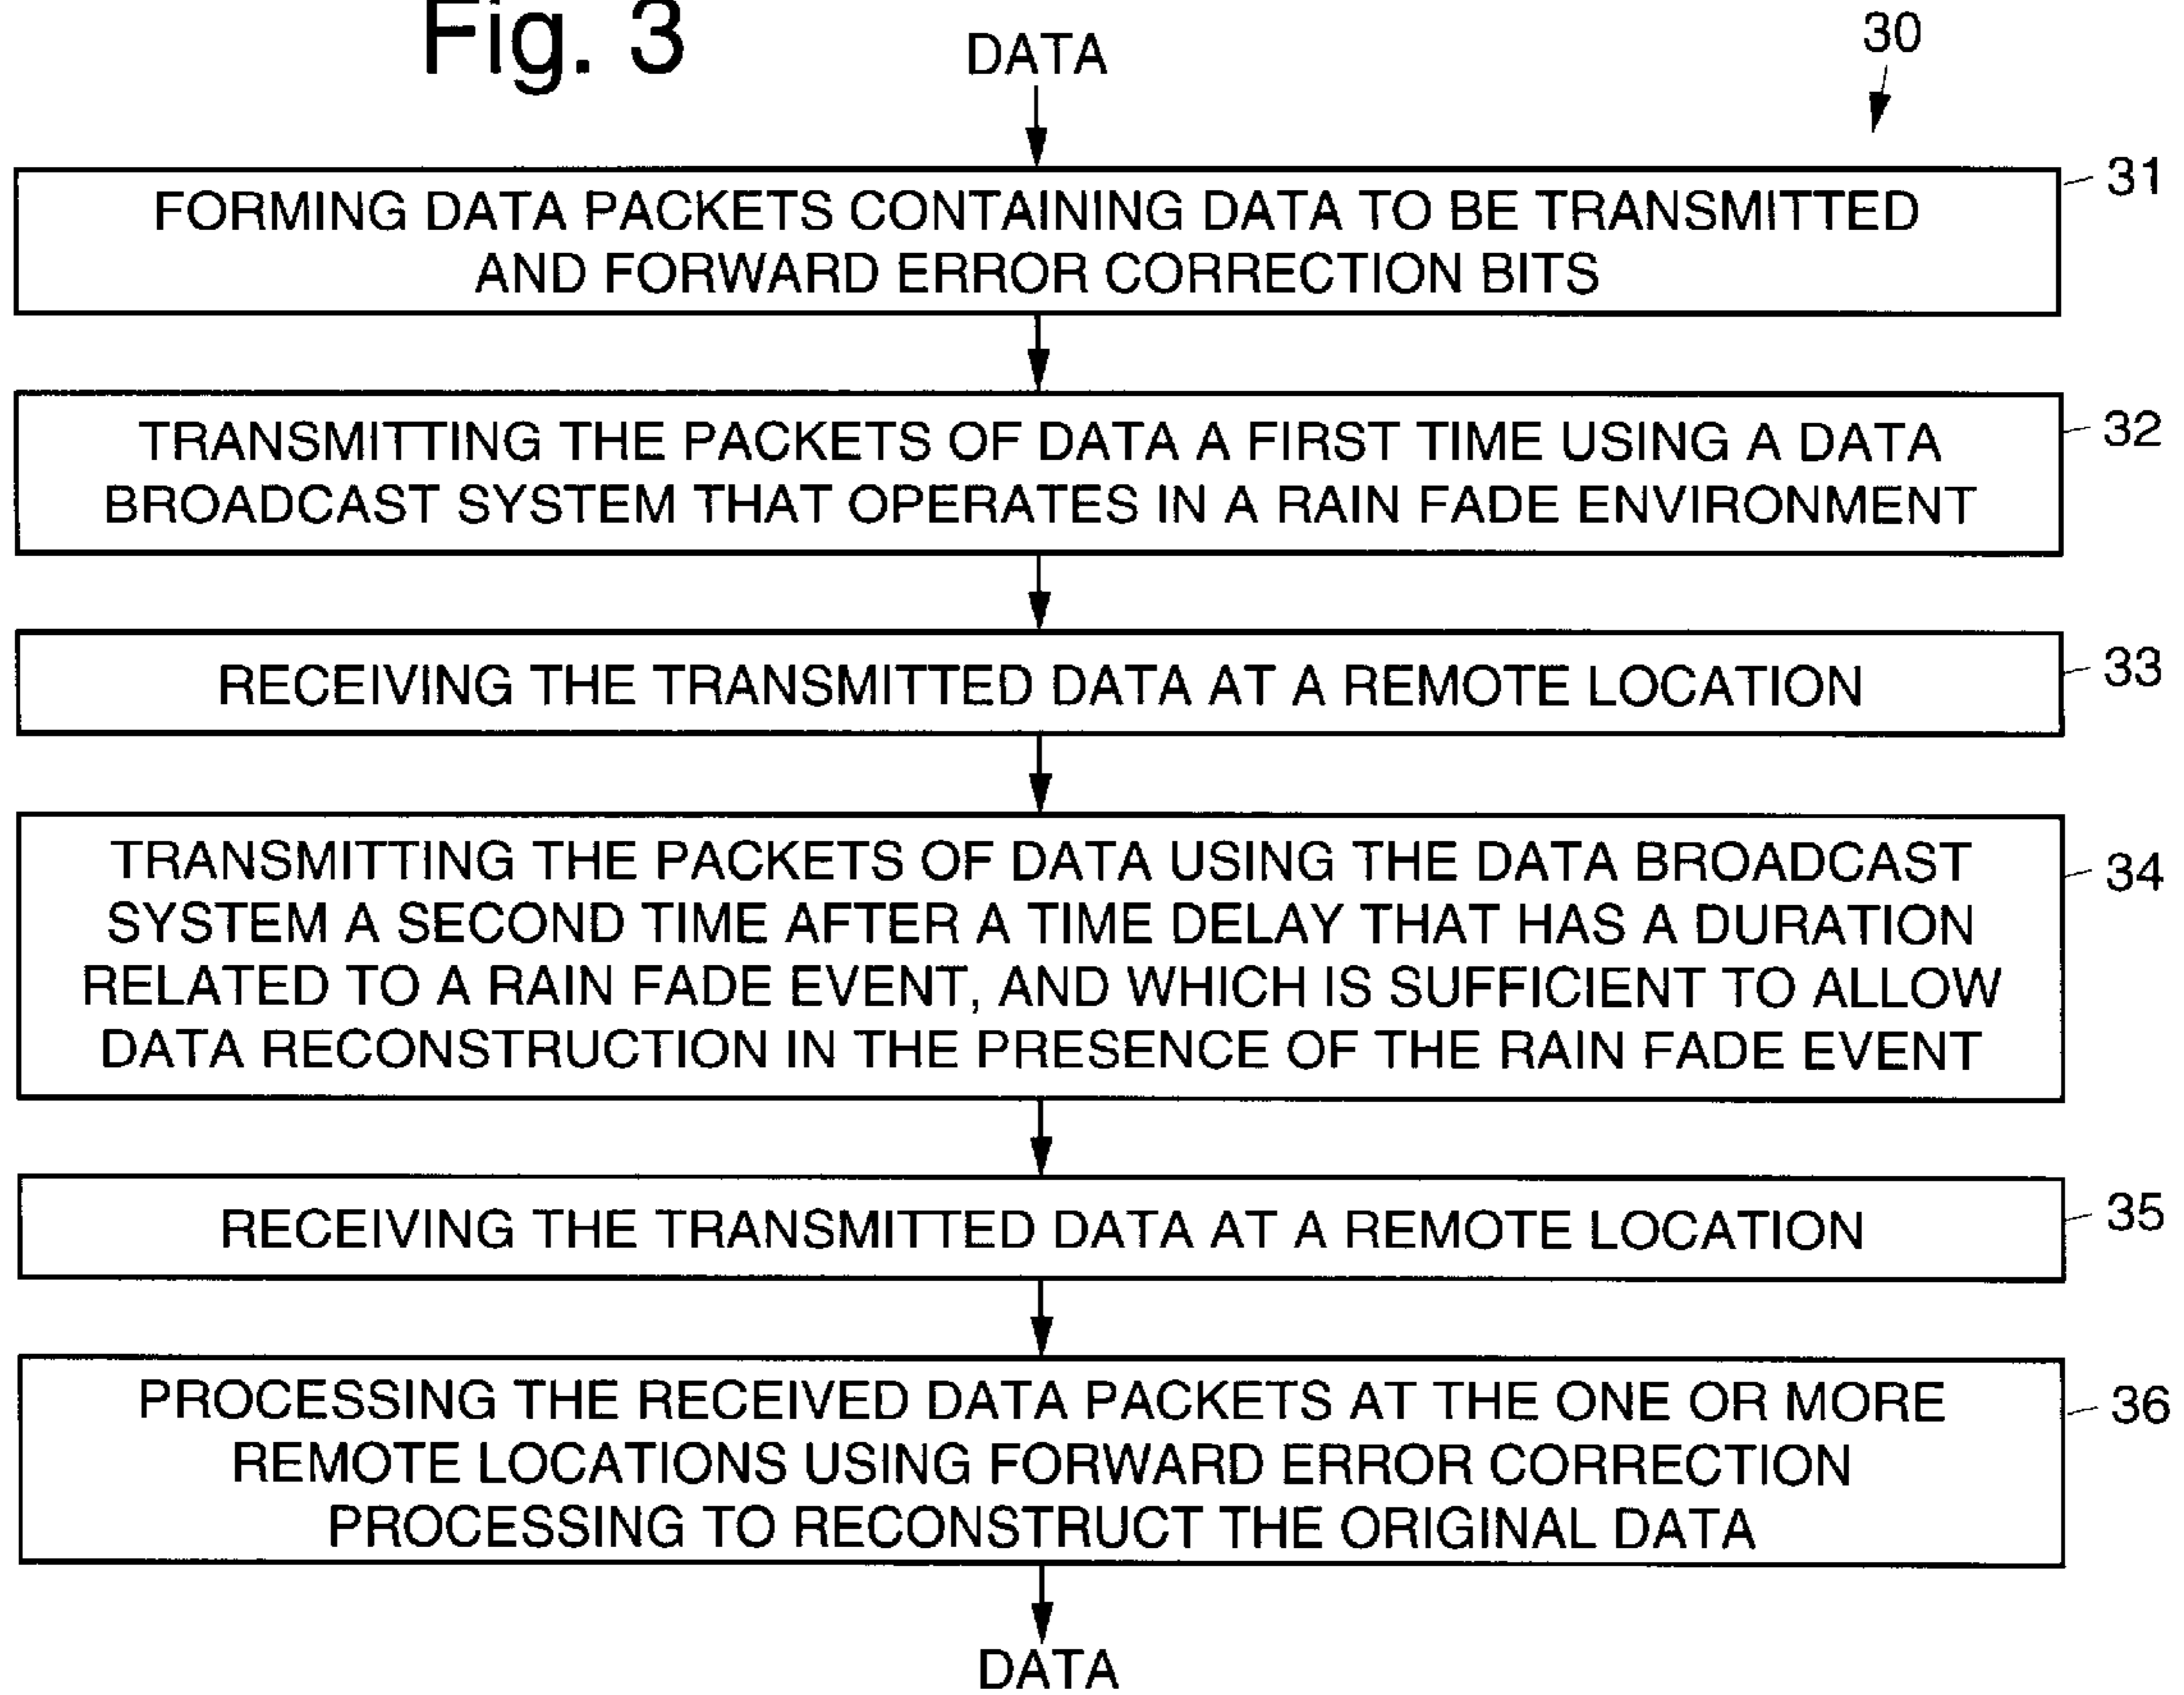 Fig. 3
DATA
30
31
FORMING DATA PACKETS CONTAINING DATA TO BE TRANSMITTED
AND FORWARD ERROR CORRECTION BITS
32
TRANSMITTING THE PACKETS OF DATA A FIRST TIME USING A DATA
BROADCAST SYSTEM THAT OPERATES IN A RAIN FADE ENVIRONMENT
33
RECEIVING THE TRANSMITTED DATA AT A REMOTE LOCATION
34
TRANSMITTING THE PACKETS OF DATA USING THE DATA BROADCAST
SYSTEM A SECOND TIME AFTER A TIME DELAY THAT HAS A DURATION
RELATED TO A RAIN FADE EVENT, AND WHICH IS SUFFICIENT TO ALLOW
DATA RECONSTRUCTION IN THE PRESENCE OF THE RAIN FADE EVENT
35
RECEIVING THE TRANSMITTED DATA AT A REMOTE LOCATION
36
PROCESSING THE RECEIVED DATA PACKETS AT THE ONE OR MORE
REMOTE LOCATIONS USING FORWARD ERROR CORRECTION
PROCESSING TO RECONSTRUCT THE ORIGINAL DATA
DATA